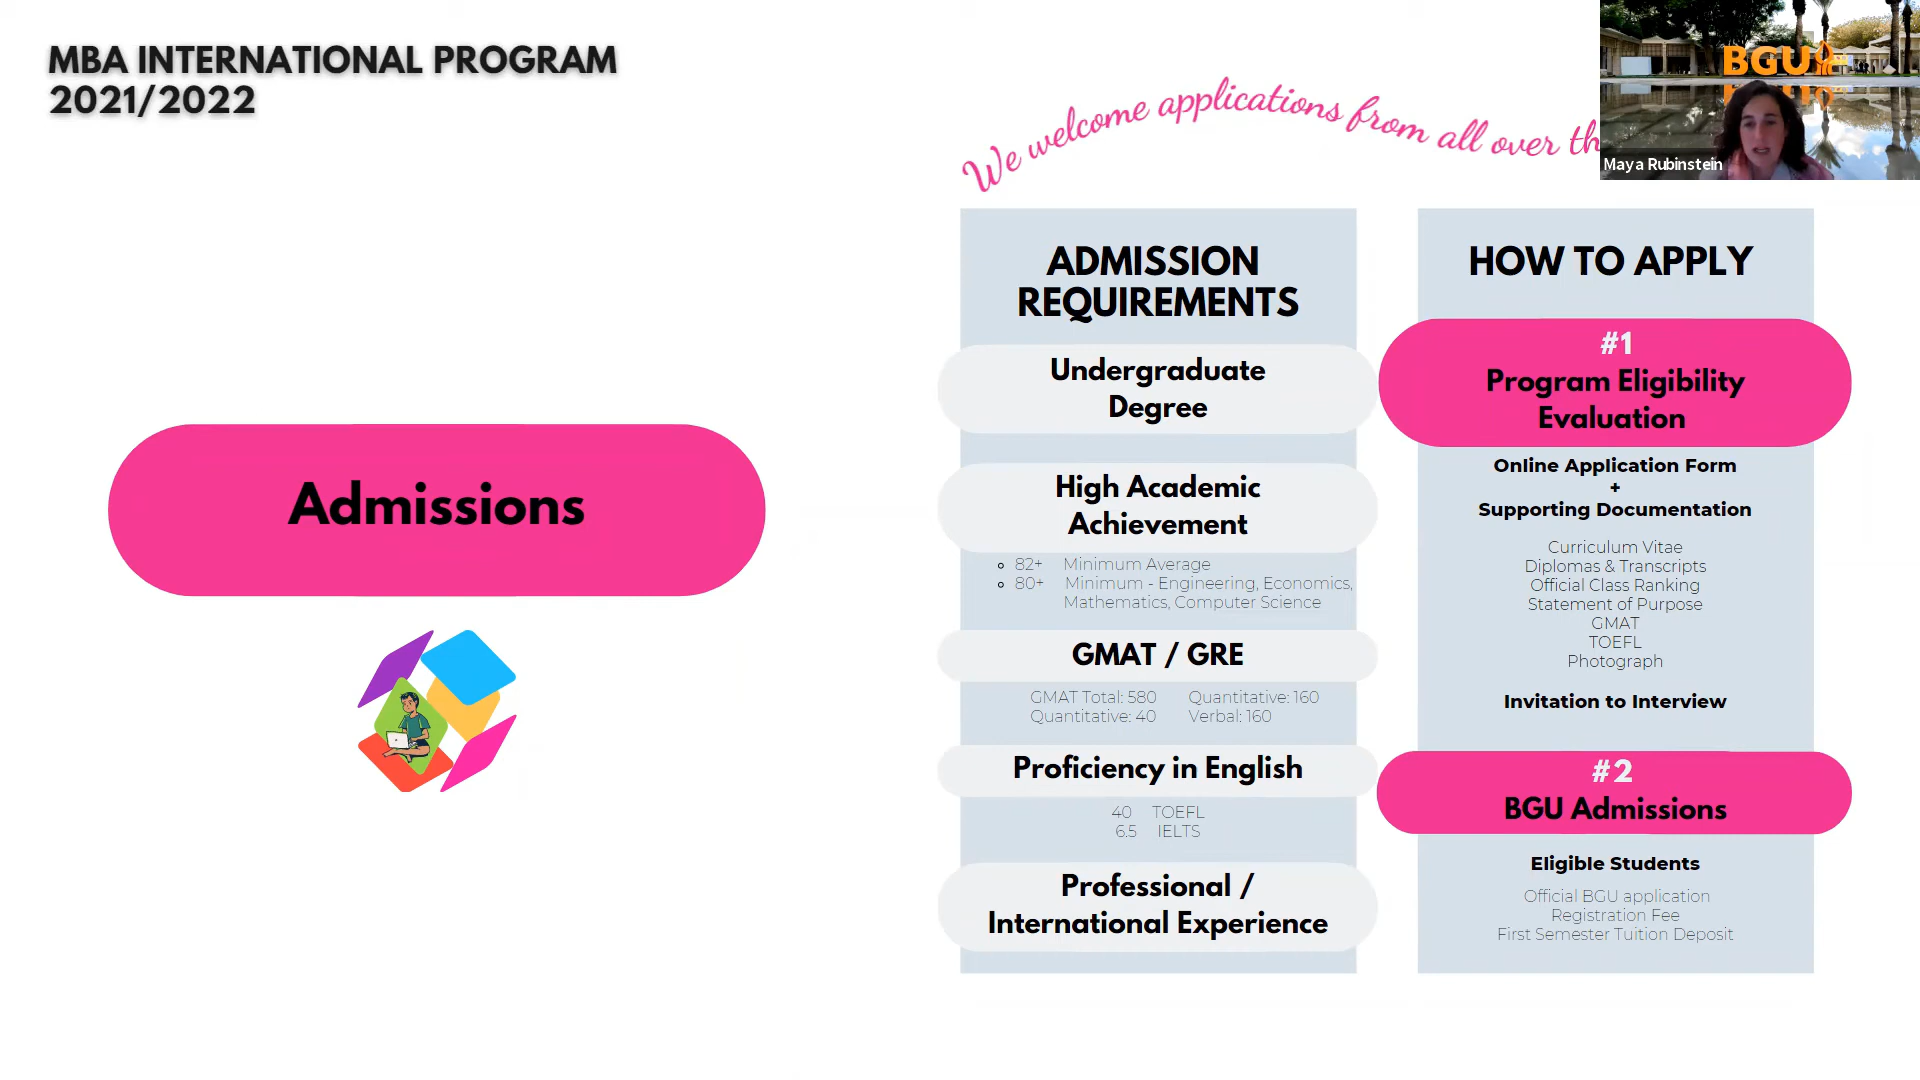 MBA INTERNATIONAL PROGRAM
2021/2022
We welcome applications from all over th
BGU
Maya Rubinstein
Admissions
ADMISSION
REQUIREMENTS
Undergraduate
Degree
High Academic
Achievement
82+ Minimum Average
80+ Minimum - Engineering, Economics,
Mathematics, Computer Science
GMAT / GRE
GMAT Total: 580 Quantitative: 160
Quantitative: 40 Verbal: 160
Proficiency in English
40 TOEFL
6.5 IELTS
Professional /
International Experience
HOW TO APPLY
#1
Program Eligibility
Evaluation
Online Application Form
+
Supporting Documentation
Curriculum Vitae
Diplomas & Transcripts
Official Class Ranking
Statement of Purpose
GMAT
TOEFL
Photograph
Invitation to Interview
#2
BGU Admissions
Eligible Students
Official BGU application
Registration Fee
First Semester Tuition Deposit